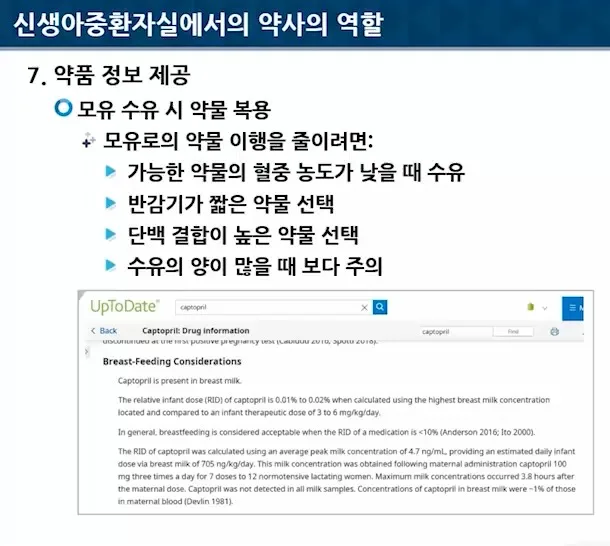 신생아중환자실에서의 약사의 역할
7. 약품 정보 제공
모유 수유 시 약물 복용
모유로의 약물 이행을 줄이려면:
가능한 약물의 혈중 농도가 낮을 때 수유
반감기가 짧은 약물 선택
단백 결합이 높은 약물 선택
수유의 양이 많을 때 보다 주의
UpToDate® captopril
Back Captopril: Drug information captopril Find
discontinued at the first positive pregnancy test
Breast-Feeding Considerations
Captopril is present in breast milk.
The relative infant dose (RID) of captopril is 0.01% to 0.02% when calculated using the highest breast milk concentration
located and compared to an infant therapeutic dose of 3 to 6 mg/kg/day.
In general, breastfeeding is considered acceptable when the RID of a medication is <10% (Anderson 2016; Ito 2000).
The RID of captopril was calculated using an average peak milk concentration of 4.7 ng/mL, providing an estimated daily infant
dose via breast milk of 705 ng/kg/day. This milk concentration was obtained following maternal administration captopril 100
mg three times a day for 7 doses to 12 normotensive lactating women. Maximum milk concentrations occurred 3.8 hours after
the maternal dose. Captopril was not detected in all milk samples. Concentrations of captopril in breast milk were ~1% of those
in maternal blood (Devlin 1981).